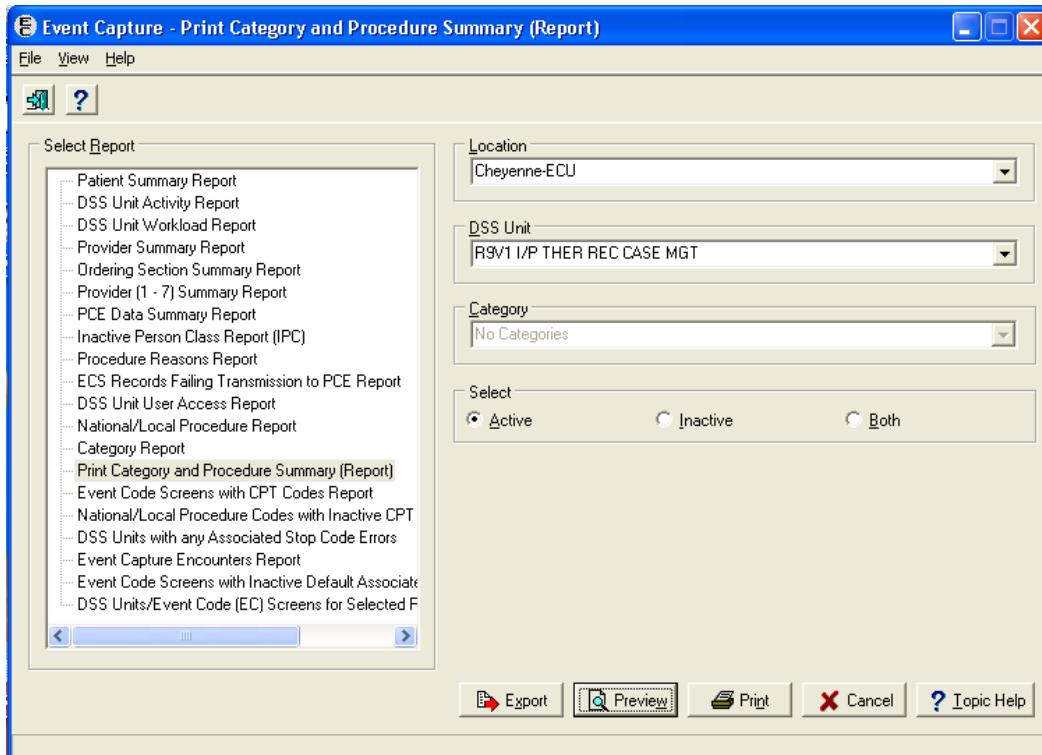 Event Capture - Print Category and Procedure Summary (Report)
File View Help
Select Report
Patient Summary Report
DSS Unit Activity Report
DSS Unit Workload Report
Provider Summary Report
Ordering Section Summary Report
Provider (1 - 7) Summary Report
PCE Data Summary Report
Inactive Person Class Report (IPC)
Procedure Reasons Report
ECS Records Failing Transmission to PCE Report
DSS Unit User Access Report
National/Local Procedure Report
Category Report
Print Category and Procedure Summary (Report)
Event Code Screens with CPT Codes Report
National/Local Procedure Codes with Inactive CPT
DSS Units with any Associated Stop Code Errors
Event Capture Encounters Report
Event Code Screens with Inactive Default Associate
DSS Units/Event Code (EC) Screens for Selected F
Location
Cheyenne-ECU
DSS Unit
R9V1 I/P THER REC CASE MGT
Category
No Categories
Select
Active Inactive Both
Export Preview Print Cancel Topic Help